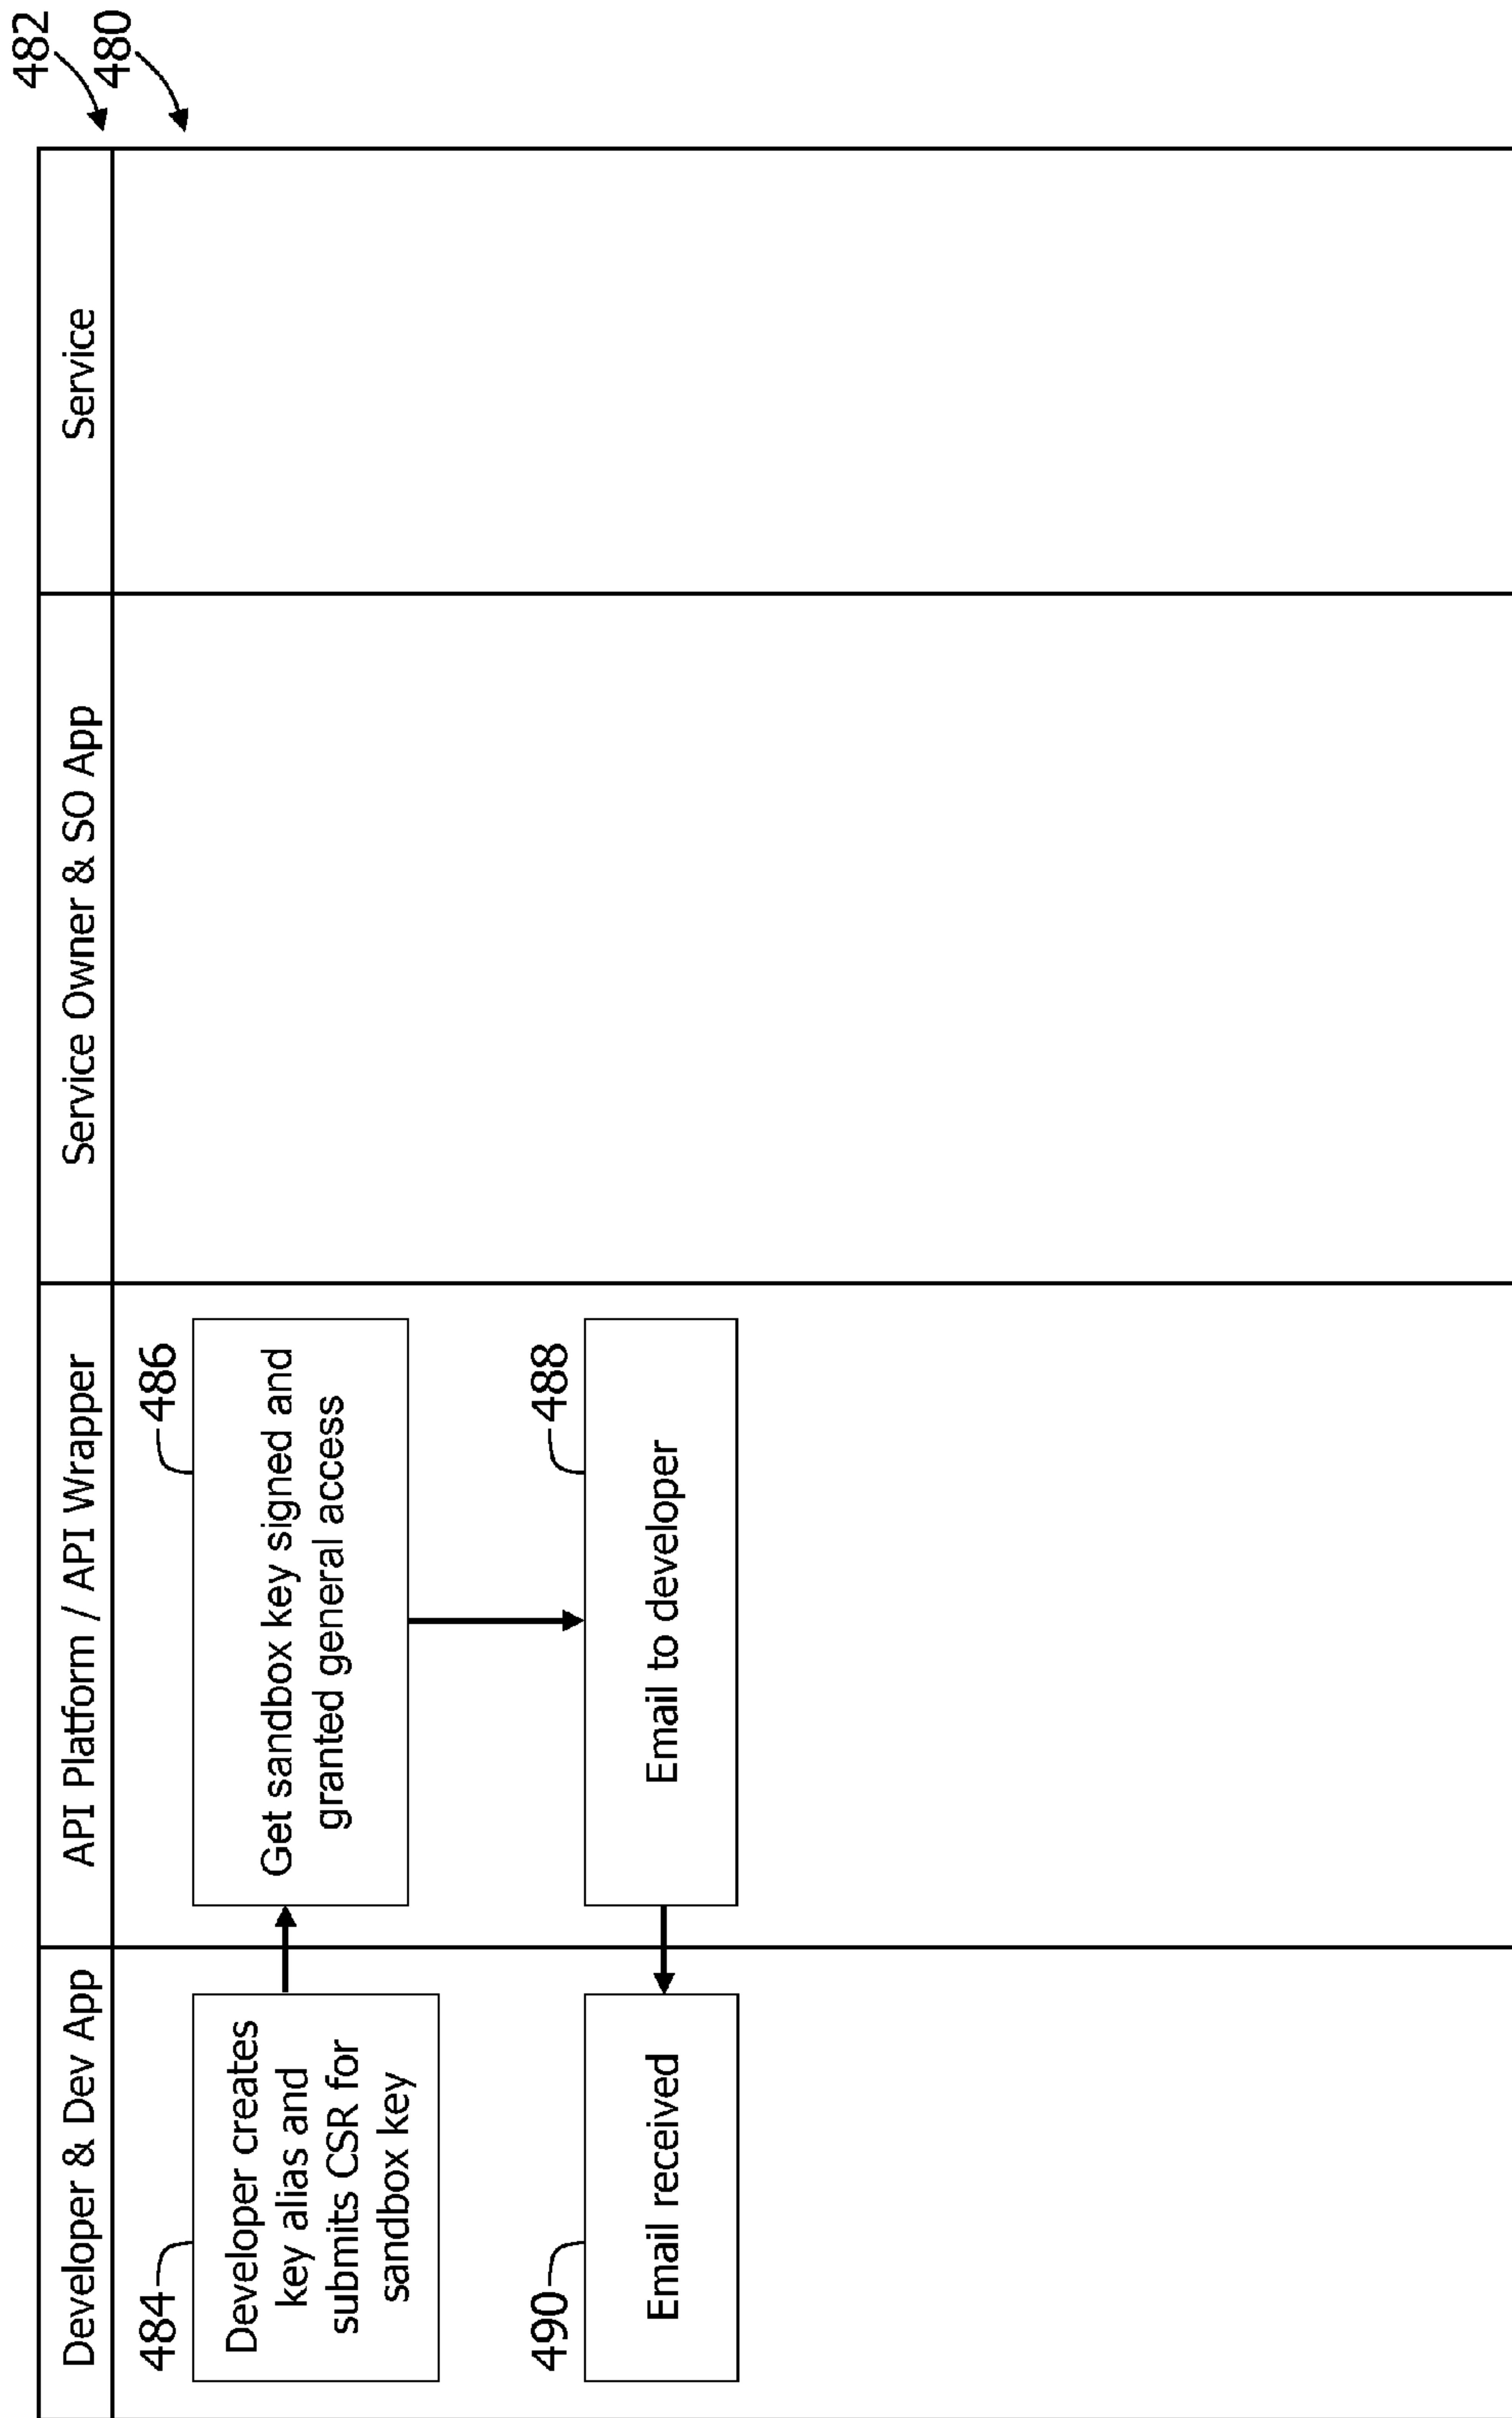 482
480
Developer & Dev App
API Platform / API Wrapper
Service Owner & SO App
Service
484
Developer creates
key alias and
submits CSR for
sandbox key
486
Get sandbox key signed and
granted general access
490
Email received
488
Email to developer